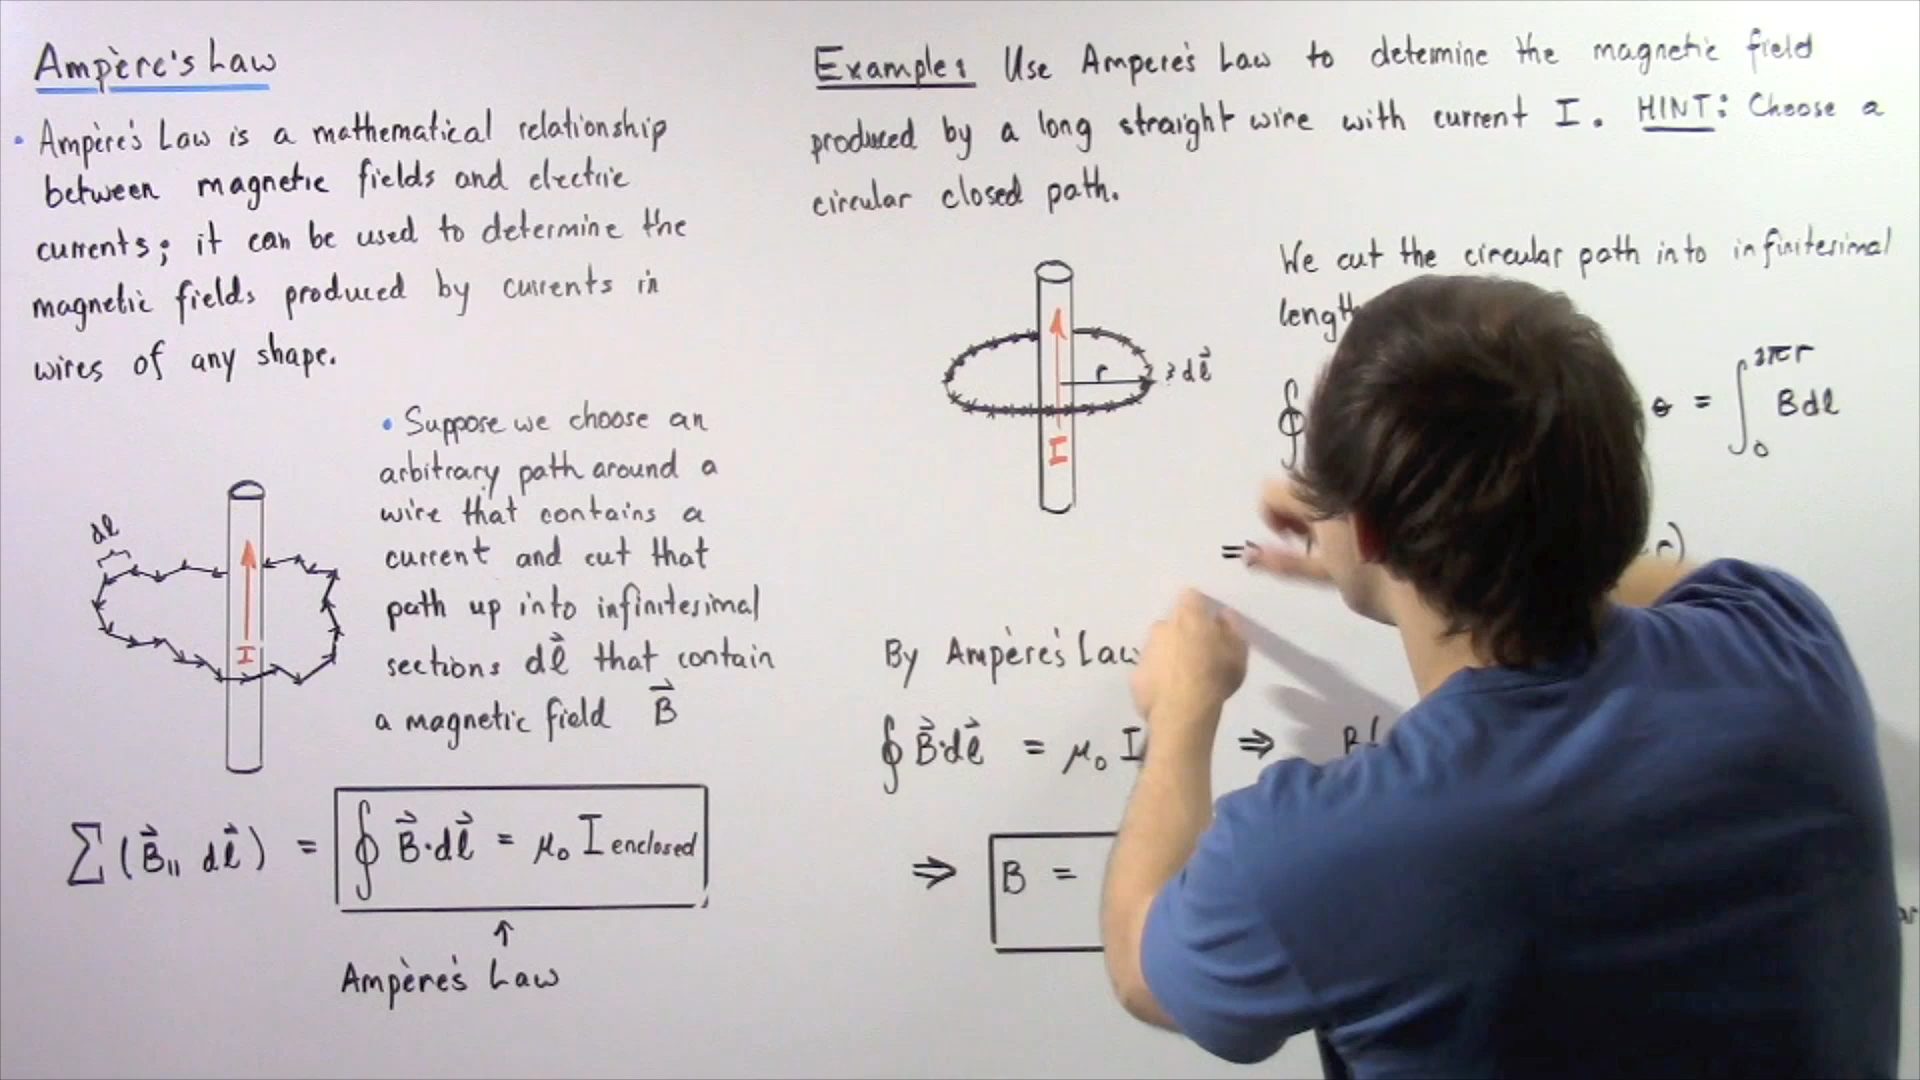 Ampère's Law
• Ampère's Law is a mathematical relationship
between magnetic fields and electric
currents; it can be used to determine the
magnetic fields produced by currents in
wires of any shape.
• Suppose we choose an
arbitrary path around a
wire that contains a
current and cut that
path up into infinitesimal
sections dl⃗ that contain
a magnetic field B⃗
dl
I
∑(B⃗₁₁ dl⃗) = ∮ B⃗·dl⃗ = μ₀ I enclosed
↑
Ampère's Law
Example: Use Ampere's Law to determine the magnetic field
produced by a long straight wire with current I. HINT: Choose a
circular closed path.
r
dl⃗
I
We cut the circular path into infinitesimal
∮ θ = ∫₀^2πr Bdl
=
By Ampère's Law
∮ B⃗·dl⃗ = μ₀ I ⇒ B(
⇒ B =